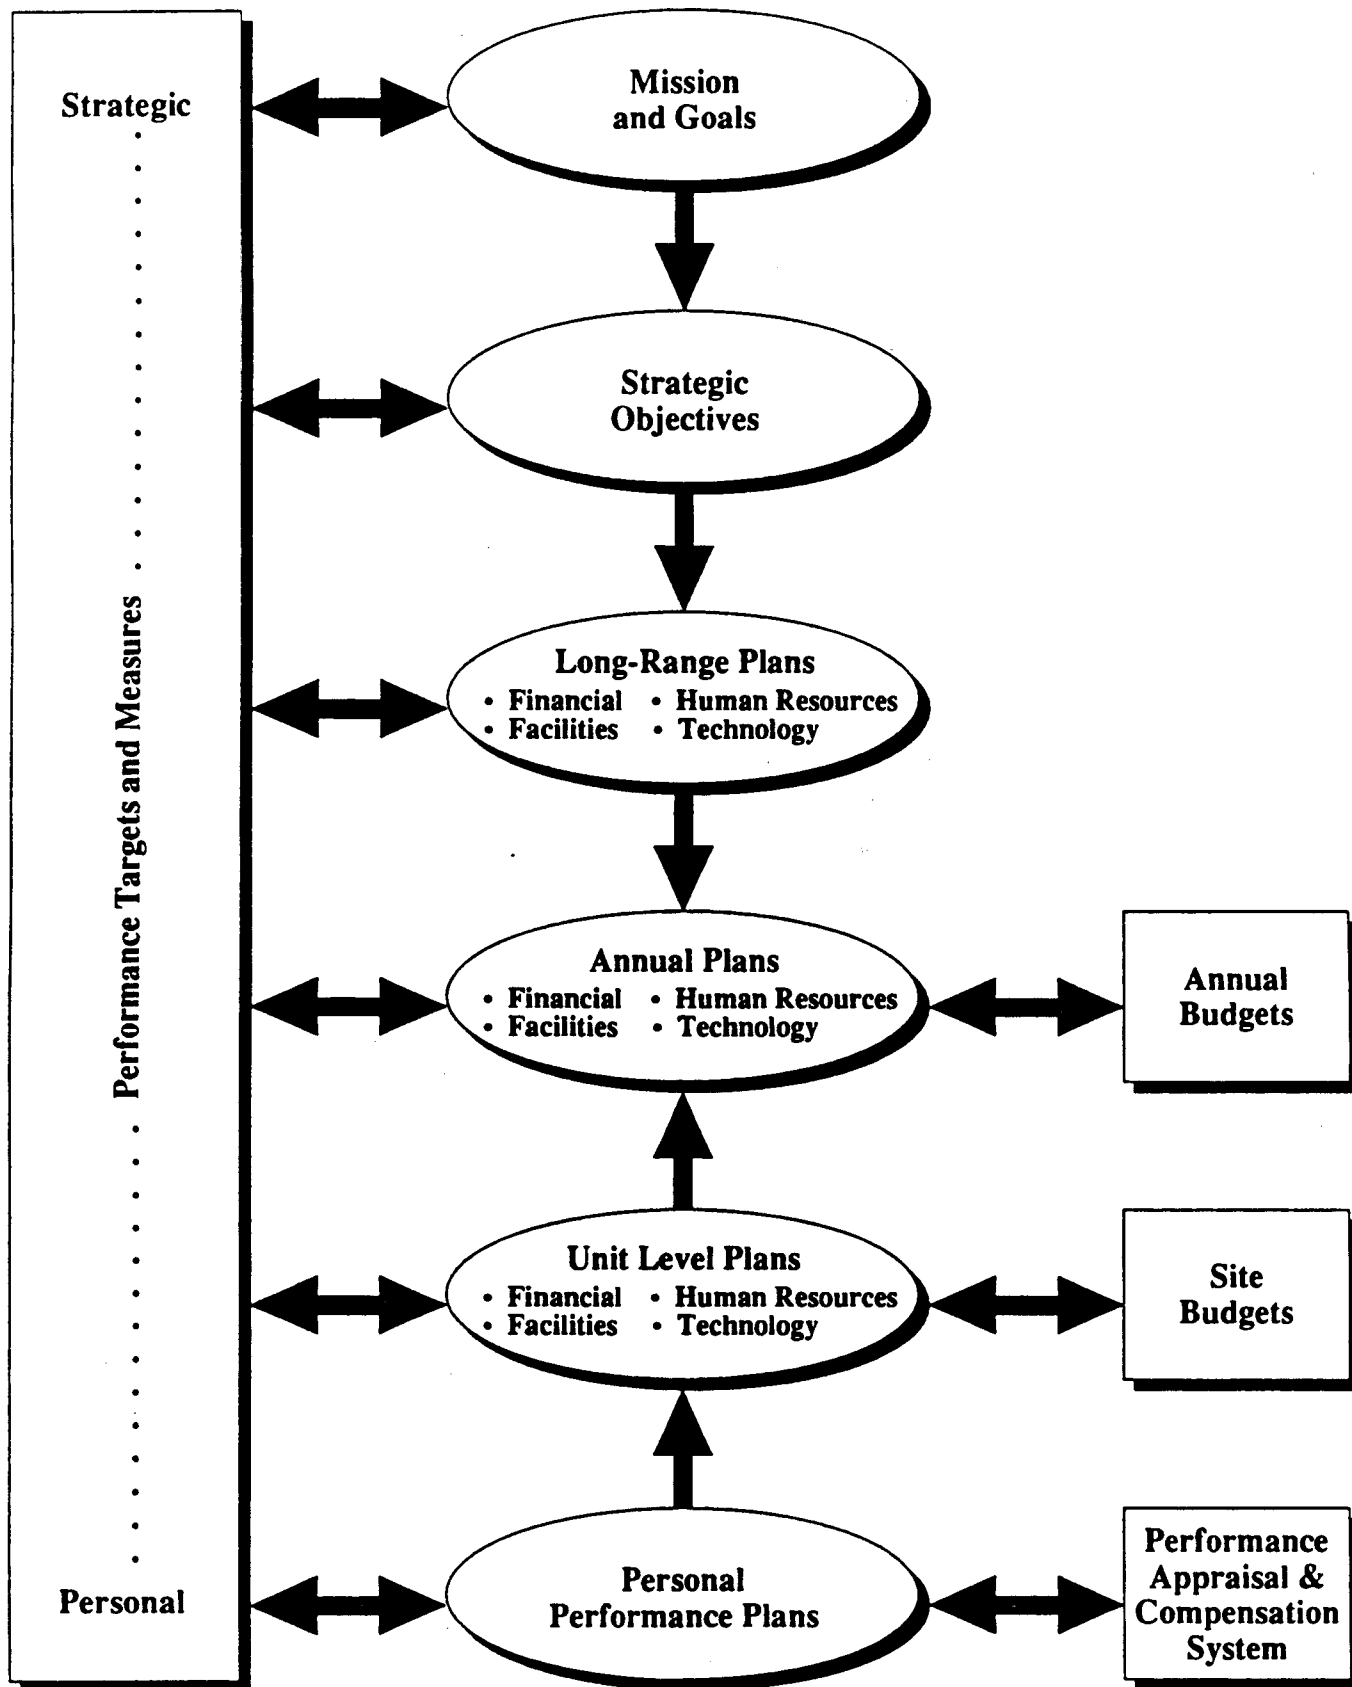 Strategic
Performance Targets and Measures
Personal
Mission
and Goals
Strategic
Objectives
Long-Range Plans
• Financial • Human Resources
• Facilities • Technology
Annual Plans
• Financial • Human Resources
• Facilities • Technology
Annual
Budgets
Unit Level Plans
• Financial • Human Resources
• Facilities • Technology
Site
Budgets
Personal
Performance Plans
Performance
Appraisal &
Compensation
System